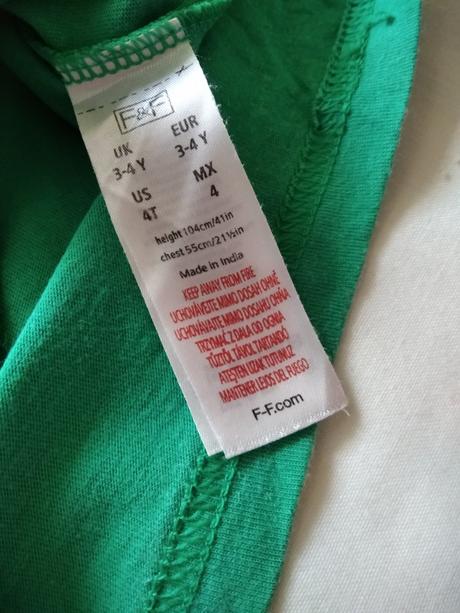 F&F
UK EUR
3-4 Y 3-4 Y
US MX
4T 4
height 104cm/41in
chest 55cm/21½in
Made in India
KEEP AWAY FROM FIRE
UCHOVÁVEJTE MIMO DOSAH OHNĚ
UCHOVÁVAJTE MIMO DOSAHU OHŇA
TRZYMAĆ Z DALA OD OGNIA
TŰZTŐL TÁVOL TARTANDÓ
ATEŞTEN UZAK TUTUNUZ
MANTENER LEJOS DEL FUEGO
F-F.com